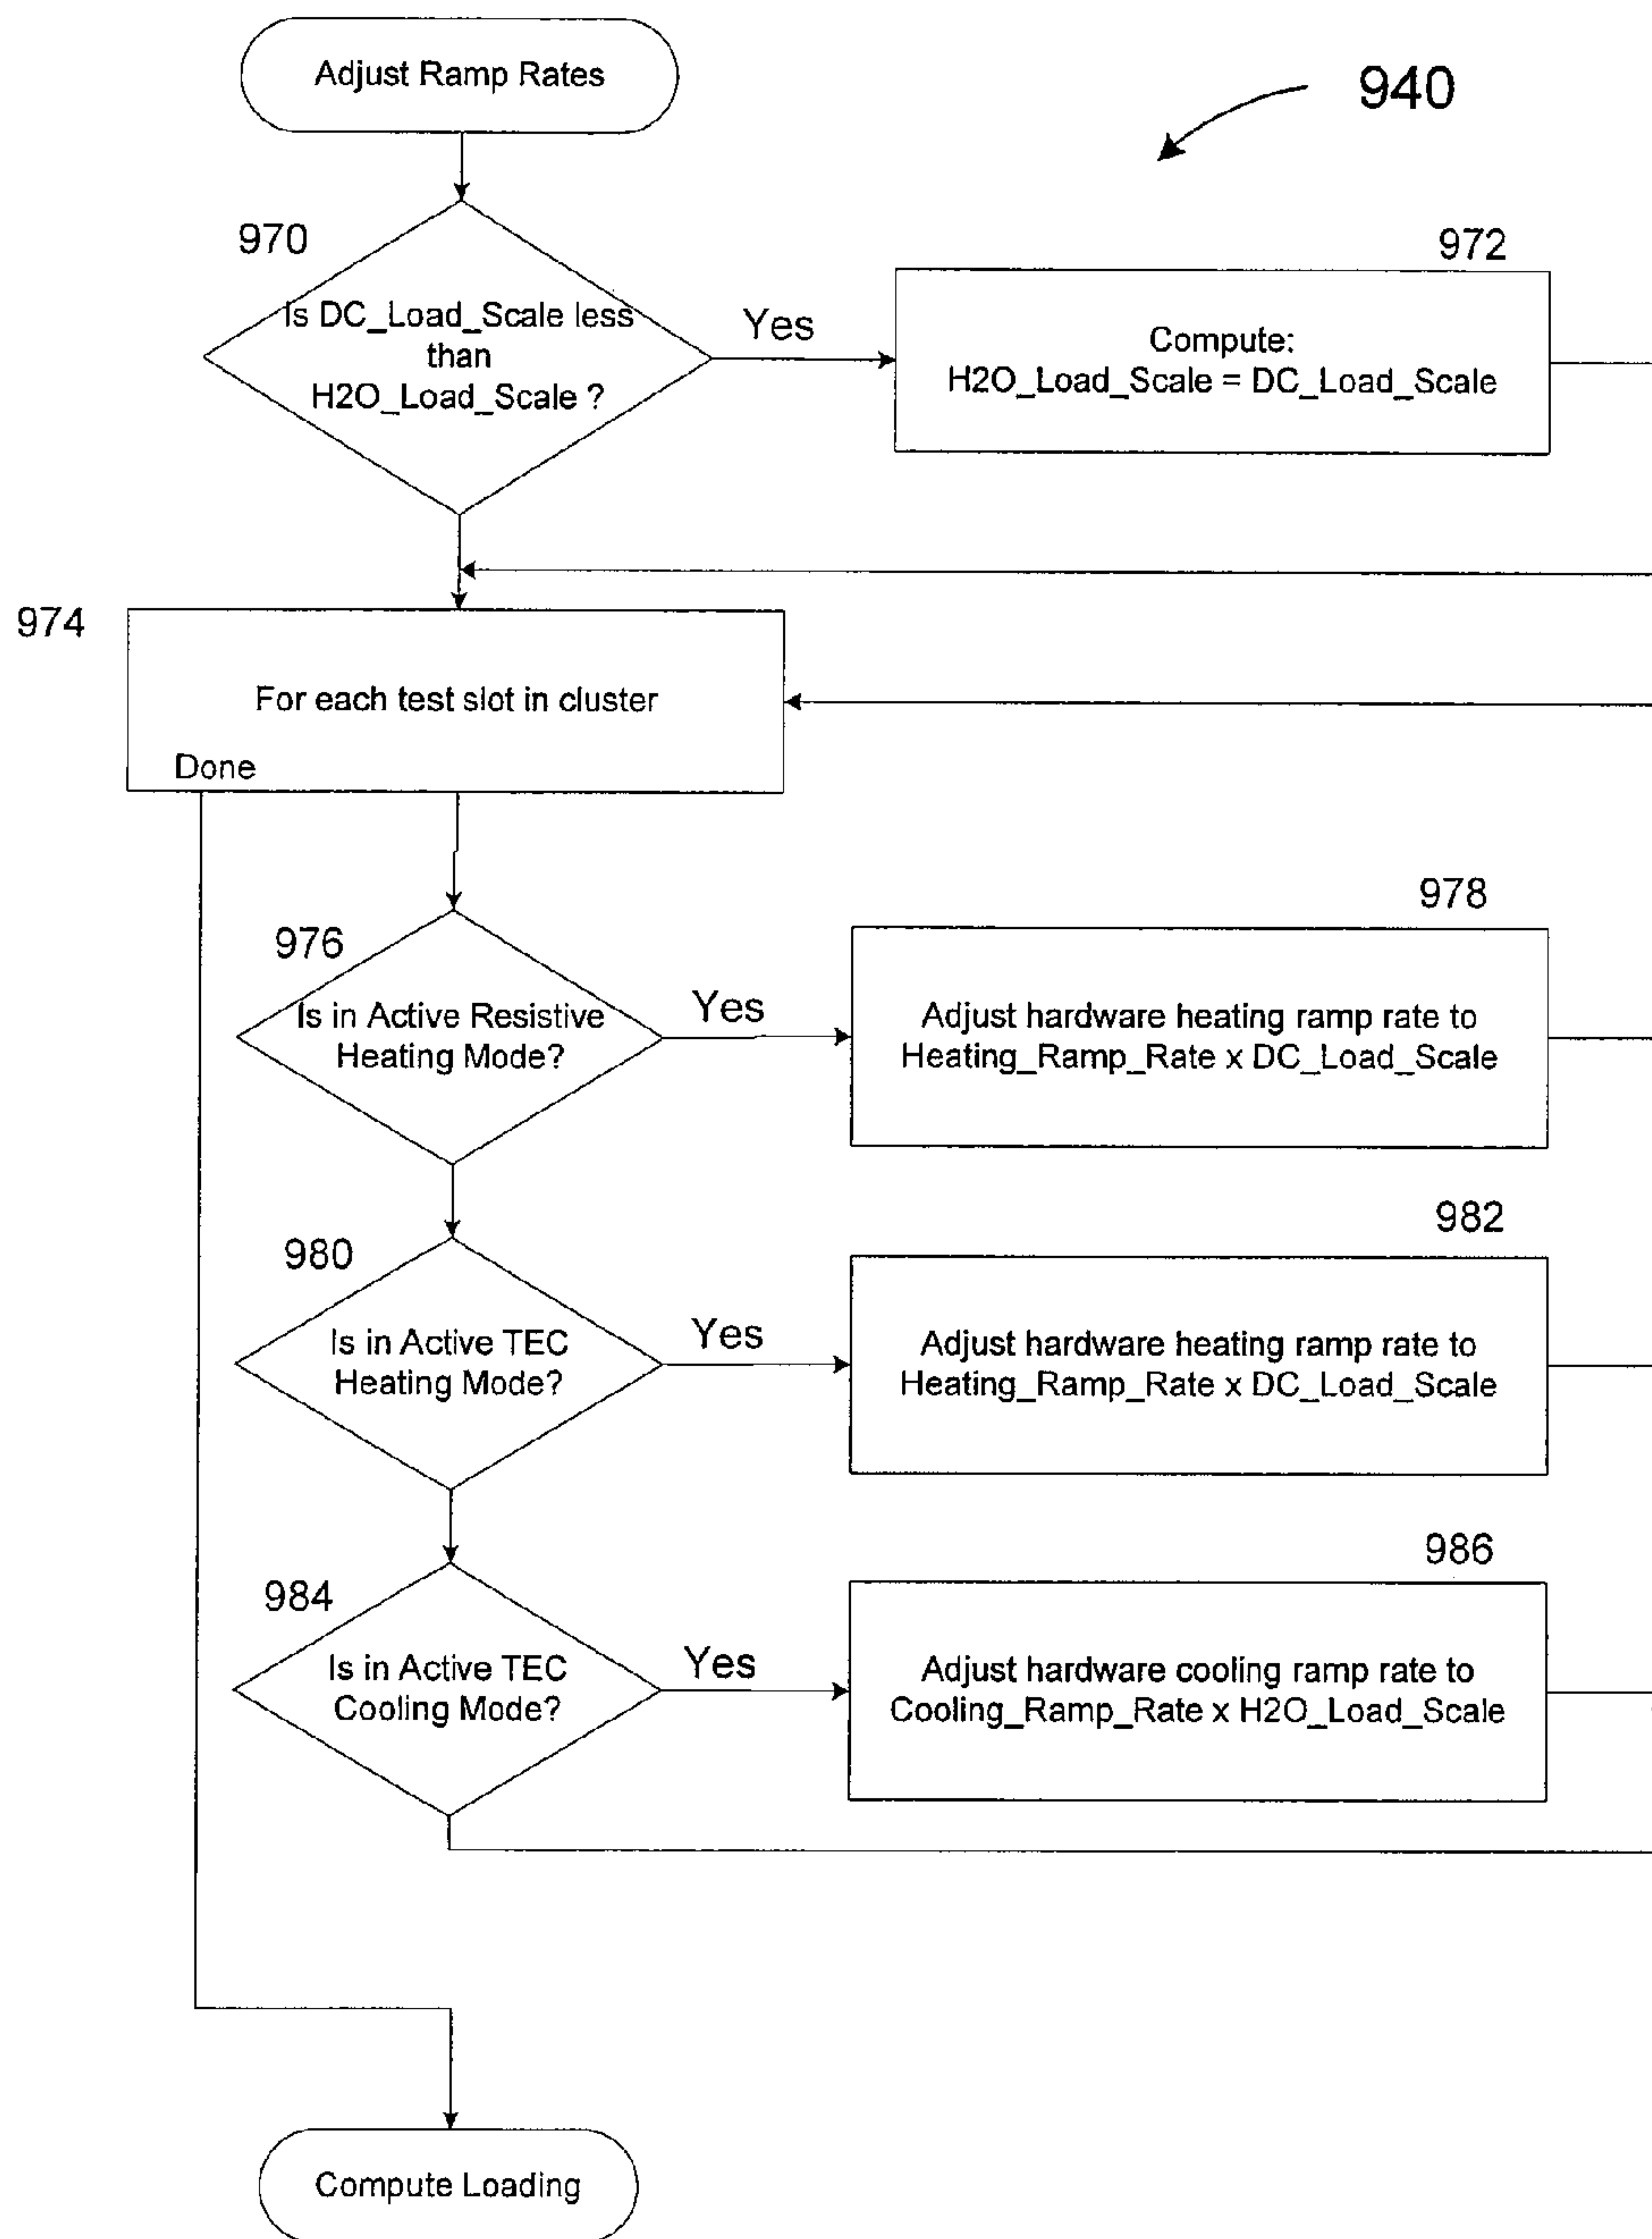 Adjust Ramp Rates
940
970
Is DC_Load_Scale less
than
H2O_Load_Scale ?
Yes
972
Compute:
H2O_Load_Scale = DC_Load_Scale
974
For each test slot in cluster
Done
976
Is in Active Resistive
Heating Mode?
Yes
978
Adjust hardware heating ramp rate to
Heating_Ramp_Rate x DC_Load_Scale
980
Is in Active TEC
Heating Mode?
Yes
982
Adjust hardware heating ramp rate to
Heating_Ramp_Rate x DC_Load_Scale
984
Is in Active TEC
Cooling Mode?
Yes
986
Adjust hardware cooling ramp rate to
Cooling_Ramp_Rate x H2O_Load_Scale
Compute Loading